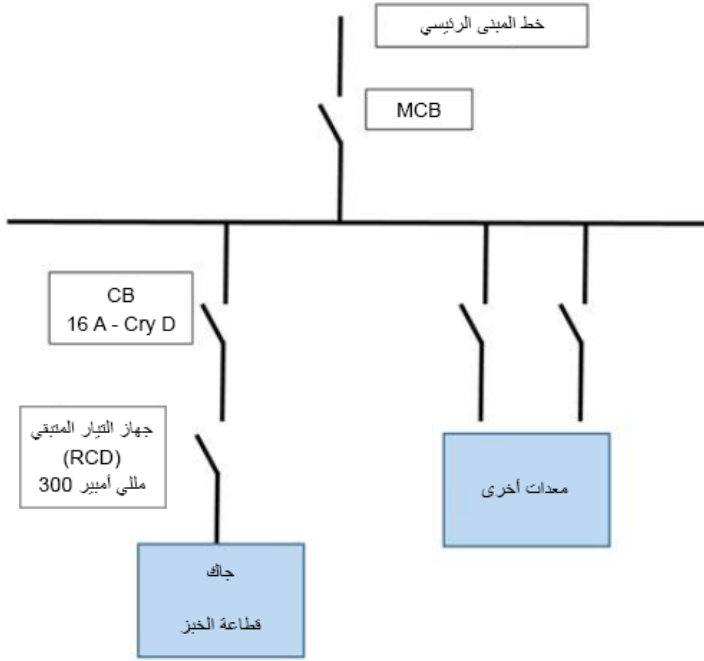 خط المبنى الرئيسي
MCB
CB
16 A - Cry D
جهاز التيار المتبقي
(RCD)
300 مللي أمبير
معدات أخرى
جاك
قطاعة الخبز